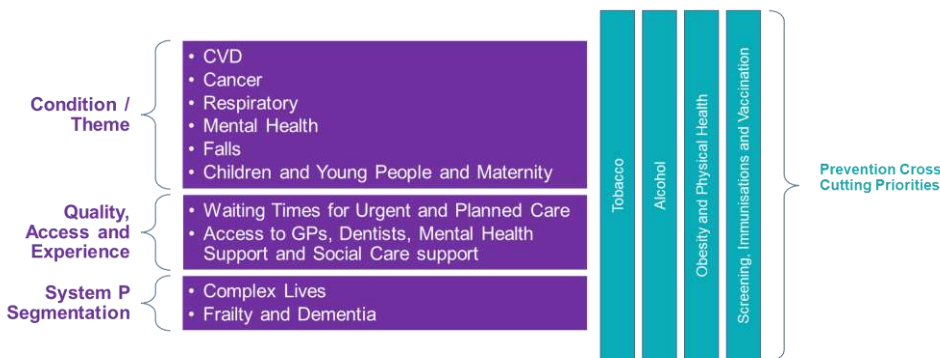 Condition /
Theme
• CVD
• Cancer
• Respiratory
• Mental Health
• Falls
• Children and Young People and Maternity
Quality,
Access and
Experience
• Waiting Times for Urgent and Planned Care
• Access to GPs, Dentists, Mental Health
Support and Social Care support
System P
Segmentation
• Complex Lives
• Frailty and Dementia
Tobacco
Alcohol
Obesity and Physical Health
Screening, Immunisations and Vaccination
Prevention Cross
Cutting Priorities